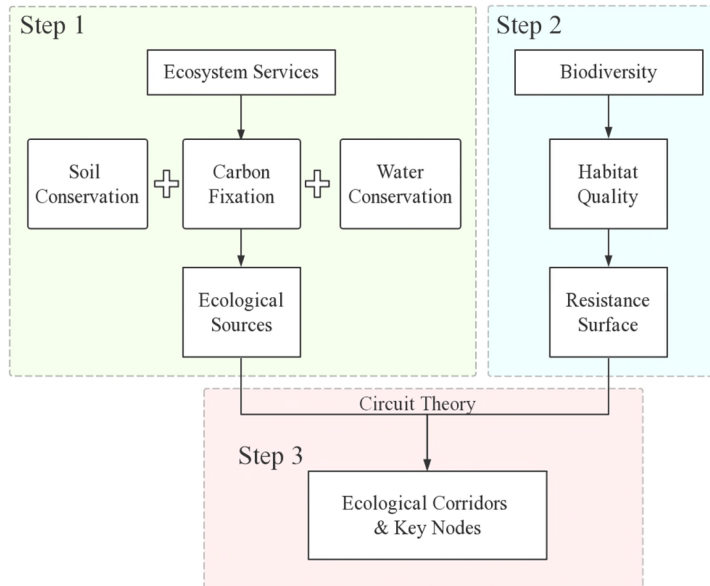 Step 1
Ecosystem Services
Soil
Conservation
Carbon
Fixation
Water
Conservation
Ecological
Sources
Step 2
Biodiversity
Habitat
Quality
Resistance
Surface
Circuit Theory
Step 3
Ecological Corridors
& Key Nodes